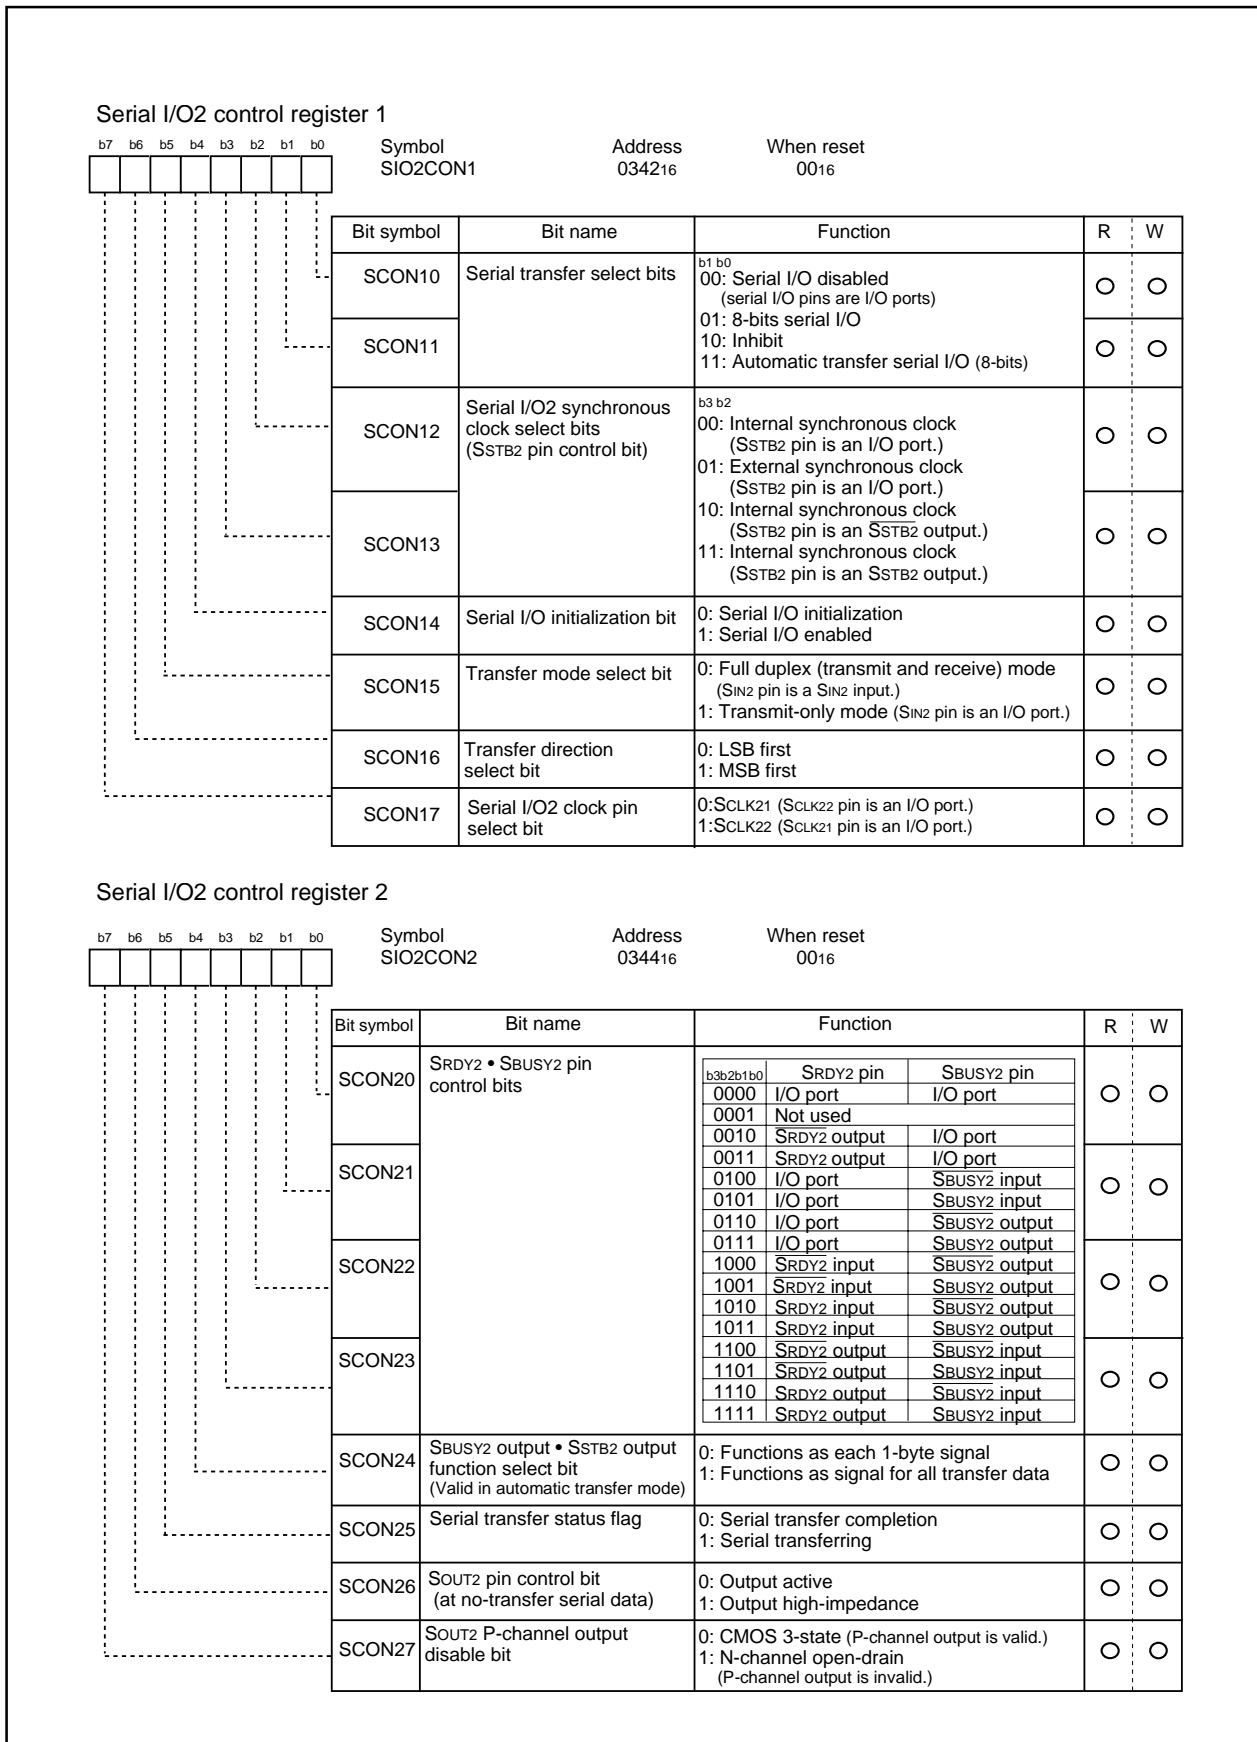 Serial I/O2 control register 1
b7 b6 b5 b4 b3 b2 b1 b0
Symbol Address When reset
SIO2CON1 034216 0016
Bit symbol Bit name Function R W
SCON10 Serial transfer select bits
b1 b0
00: Serial I/O disabled
(serial I/O pins are I/O ports)
01: 8-bits serial I/O
SCON11
10: Inhibit
11: Automatic transfer serial I/O (8-bits)
SCON12
Serial I/O2 synchronous
clock select bits
(SSTB2 pin control bit)
b3 b2
00: Internal synchronous clock
(SSTB2 pin is an I/O port.)
01: External synchronous clock
(SSTB2 pin is an I/O port.)
SCON13
10: Internal synchronous clock
(SSTB2 pin is an S̅S̅T̅B̅2̅ output.)
11: Internal synchronous clock
(SSTB2 pin is an SSTB2 output.)
SCON14 Serial I/O initialization bit
0: Serial I/O initialization
1: Serial I/O enabled
SCON15 Transfer mode select bit
0: Full duplex (transmit and receive) mode
(SIN2 pin is a SIN2 input.)
1: Transmit-only mode (SIN2 pin is an I/O port.)
SCON16
Transfer direction
select bit
0: LSB first
1: MSB first
SCON17
Serial I/O2 clock pin
select bit
0:SCLK21 (SCLK22 pin is an I/O port.)
1:SCLK22 (SCLK21 pin is an I/O port.)
Serial I/O2 control register 2
b7 b6 b5 b4 b3 b2 b1 b0
Symbol Address When reset
SIO2CON2 034416 0016
Bit symbol Bit name Function R W
SCON20
SRDY2 • SBUSY2 pin
control bits
SCON21
SCON22
SCON23
b3b2b1b0 SRDY2 pin SBUSY2 pin
0000 I/O port I/O port
0001 Not used
0010 S̅R̅D̅Y̅2̅ output I/O port
0011 SRDY2 output I/O port
0100 I/O port S̅B̅U̅S̅Y̅2̅ input
0101 I/O port SBUSY2 input
0110 I/O port S̅B̅U̅S̅Y̅2̅ output
0111 I/O port SBUSY2 output
1000 S̅R̅D̅Y̅2̅ input S̅B̅U̅S̅Y̅2̅ output
1001 S̅R̅D̅Y̅2̅ input SBUSY2 output
1010 SRDY2 input S̅B̅U̅S̅Y̅2̅ output
1011 SRDY2 input SBUSY2 output
1100 S̅R̅D̅Y̅2̅ output S̅B̅U̅S̅Y̅2̅ input
1101 S̅R̅D̅Y̅2̅ output SBUSY2 input
1110 SRDY2 output S̅B̅U̅S̅Y̅2̅ input
1111 SRDY2 output SBUSY2 input
SCON24
SBUSY2 output • SSTB2 output
function select bit
(Valid in automatic transfer mode)
0: Functions as each 1-byte signal
1: Functions as signal for all transfer data
SCON25 Serial transfer status flag
0: Serial transfer completion
1: Serial transferring
SCON26
SOUT2 pin control bit
(at no-transfer serial data)
0: Output active
1: Output high-impedance
SCON27
SOUT2 P-channel output
disable bit
0: CMOS 3-state (P-channel output is valid.)
1: N-channel open-drain
(P-channel output is invalid.)